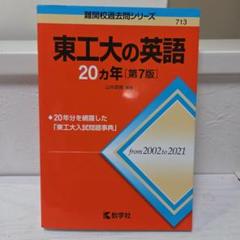 難関校過去問シリーズ
713
東工大の英語
20カ年[第7版]
◆20年分を網羅した
「東工大入試問題事典」
from 2002 to 2021
教学社